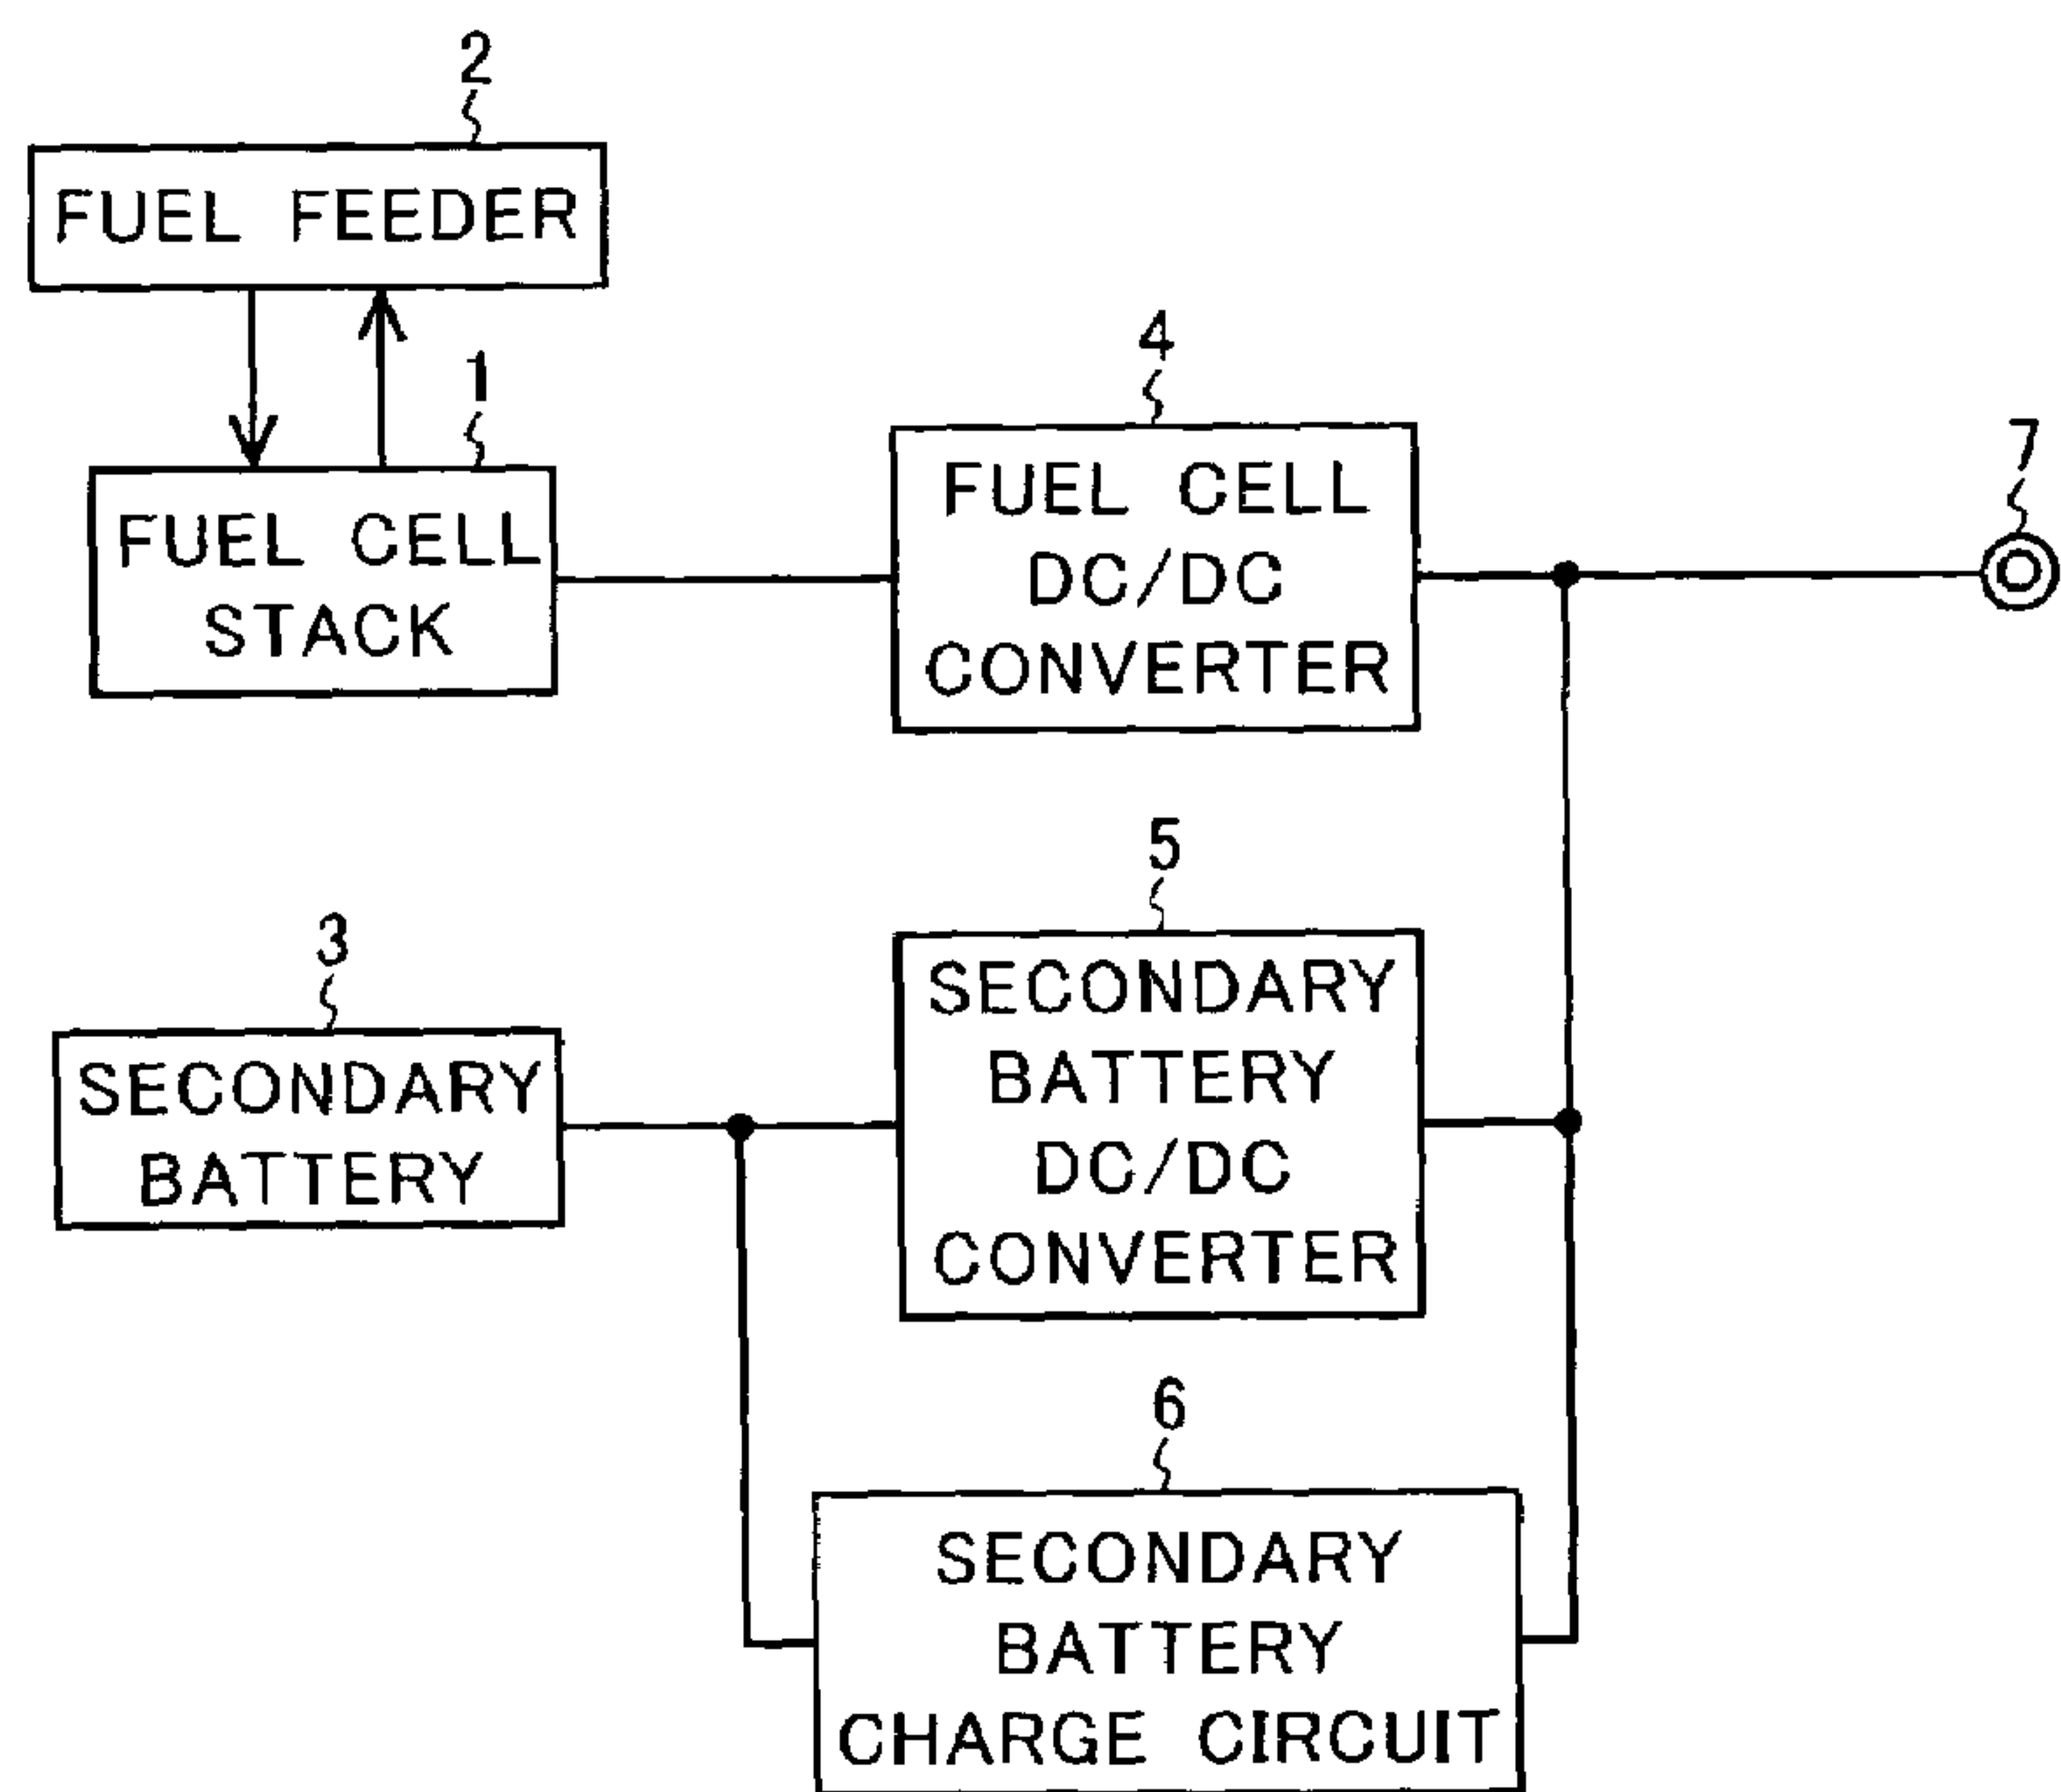 2
FUEL FEEDER
1
FUEL CELL
STACK
4
FUEL CELL
DC/DC
CONVERTER
7
3
SECONDARY
BATTERY
5
SECONDARY
BATTERY
DC/DC
CONVERTER
6
SECONDARY
BATTERY
CHARGE CIRCUIT